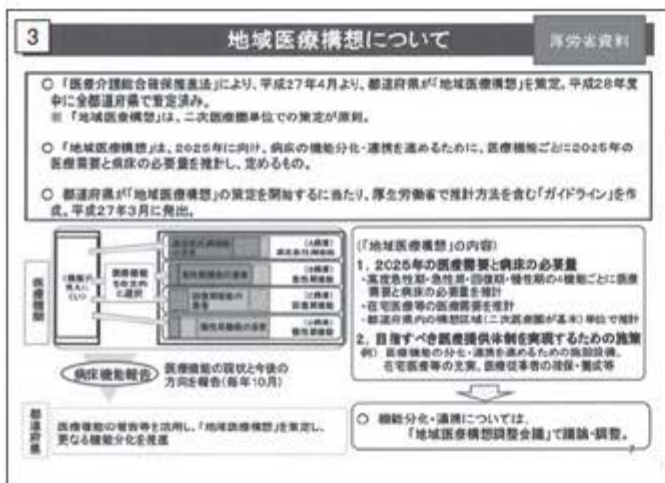 3
地域医療構想について
厚労省資料
○ 「医療介護総合確保推進法」により、平成27年4月より、都道府県が「地域医療構想」を策定。平成28年度
中に全都道府県で策定済み。
※ 「地域医療構想」は、二次医療圏単位での策定が原則。
○ 「地域医療構想」は、2025年に向け、病床の機能分化・連携を進めるために、医療機能ごとに2025年の
医療需要と病床の必要量を推計し、定めるもの。
○ 都道府県が「地域医療構想」の策定を開始するに当たり、厚生労働省で推計方法を含む「ガイドライン」を作
成。平成27年3月に発出。
医療機関
医療機能
を自主的
に選択
病床機能報告
医療機能の現状と今後の
方向を報告(毎年10月)
都道府県
医療機能の報告等を活用し、「地域医療構想」を策定し、
更なる機能分化を推進
(「地域医療構想」の内容)
1. 2025年の医療需要と病床の必要量
・高度急性期・急性期・回復期・慢性期の4機能ごとに医療
需要と病床の必要量を推計
・在宅医療等の医療需要を推計
・都道府県内の構想区域(二次医療圏が基本)単位で推計
2. 目指すべき医療提供体制を実現するための施策
例) 医療機能の分化・連携を進めるための施設設備、
在宅医療等の充実、医療従事者の確保・養成等
○ 機能分化・連携については、
「地域医療構想調整会議」で議論・調整。
7